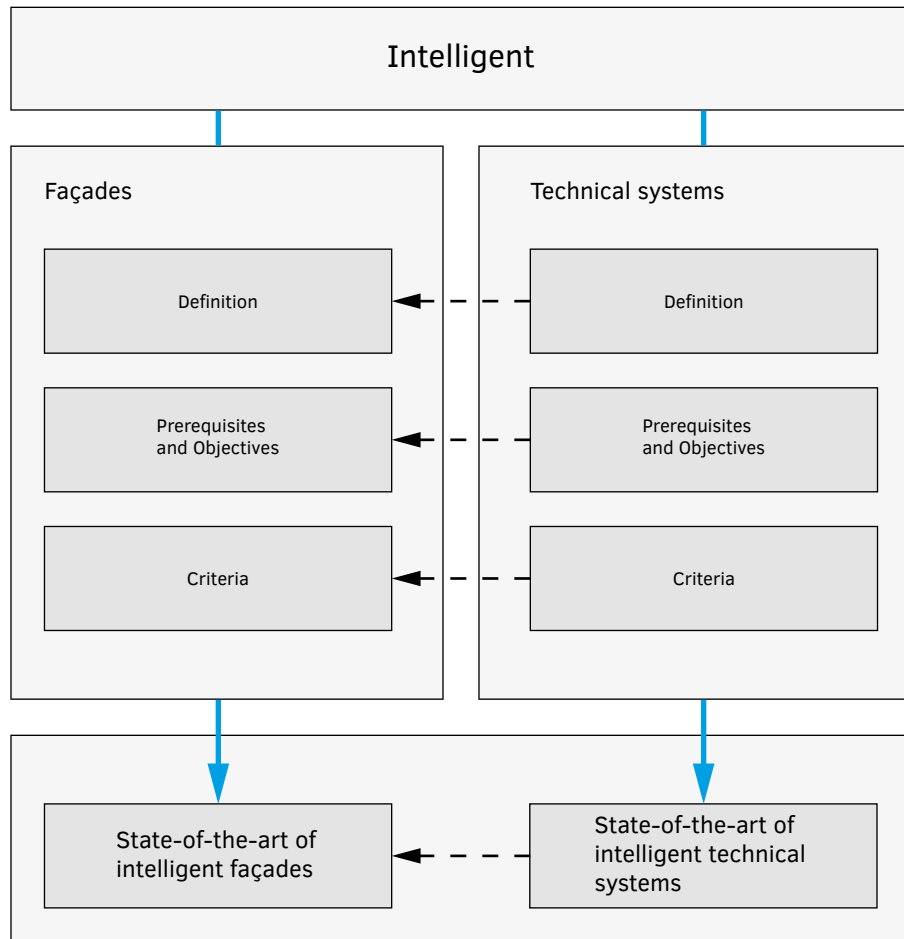 Intelligent
Façades
Definition
Prerequisites
and Objectives
Criteria
Technical systems
Definition
Prerequisites
and Objectives
Criteria
State-of-the-art of
intelligent façades
State-of-the-art of
intelligent technical
systems